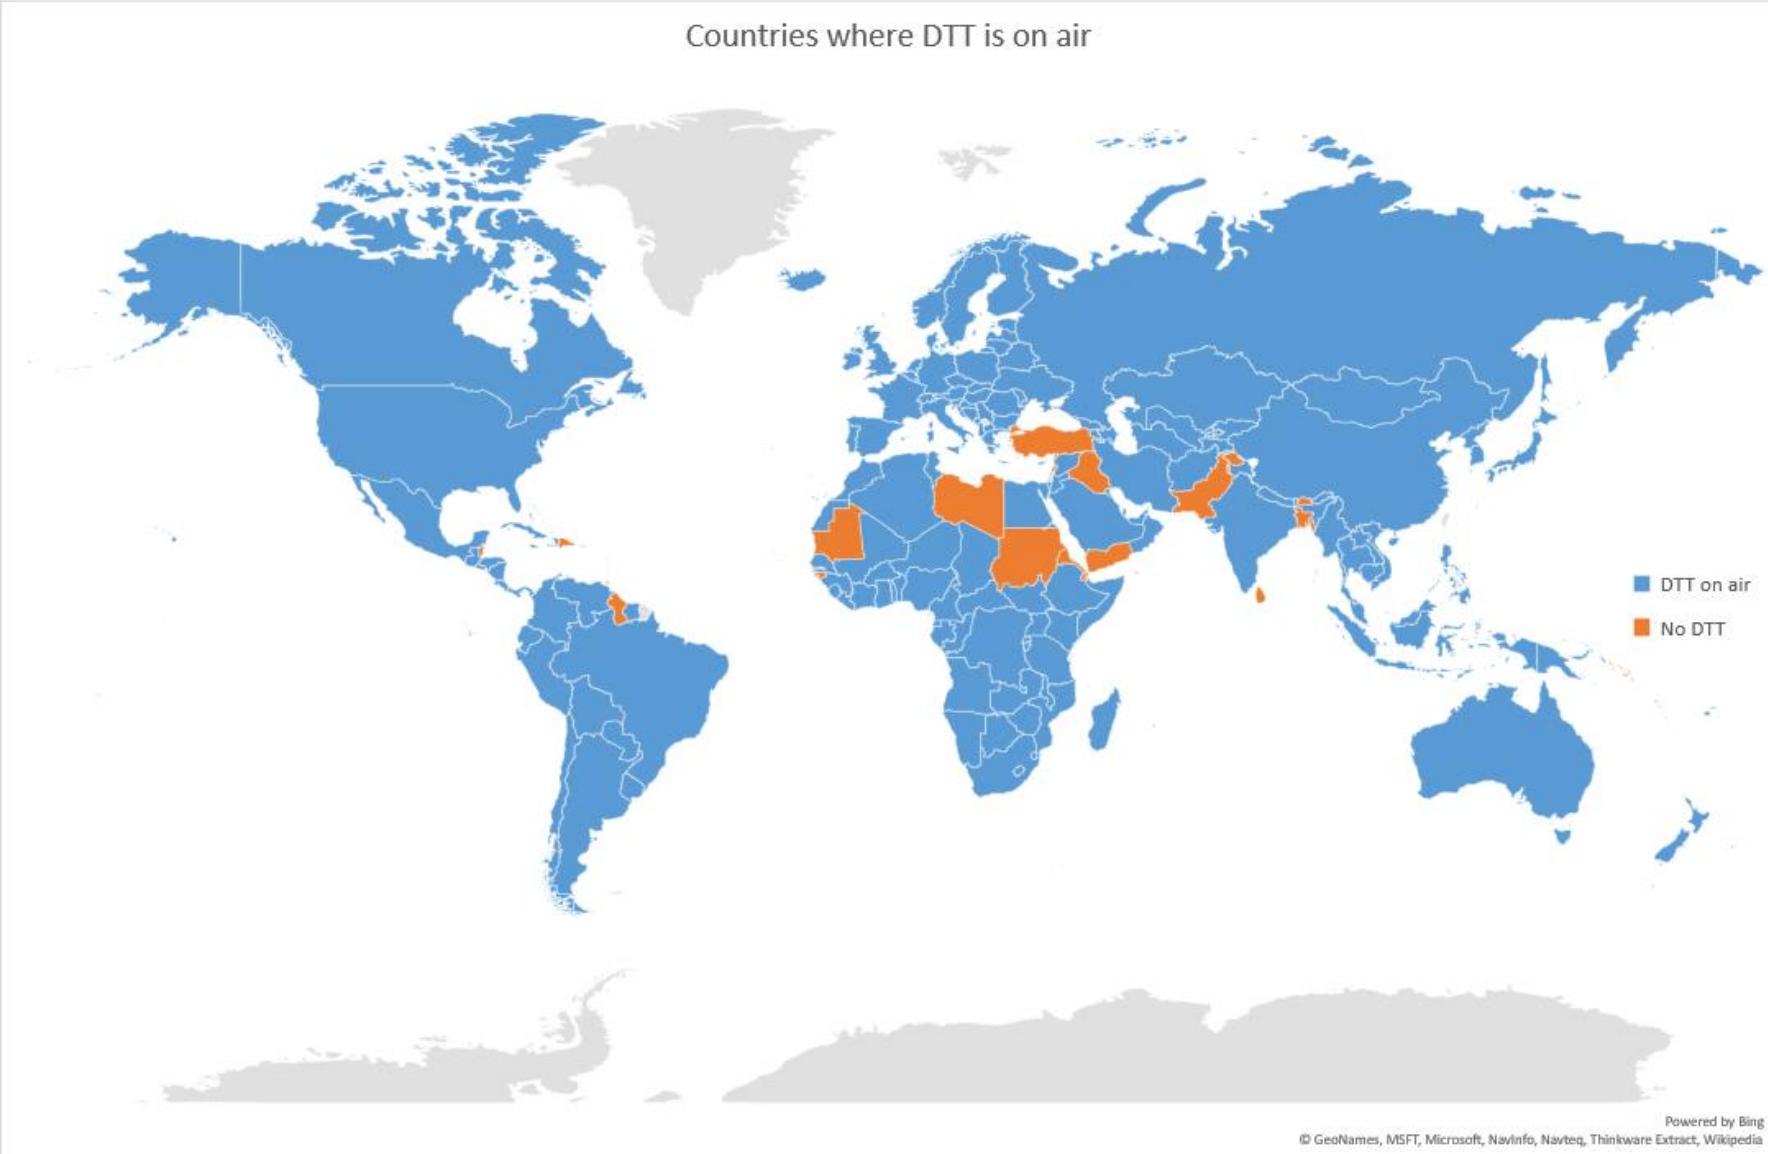 Countries where DTT is on air
DTT on air
No DTT
Powered by Bing
© GeoNames, MSFT, Microsoft, NavInfo, Navteq, Thinkware Extract, Wikipedia